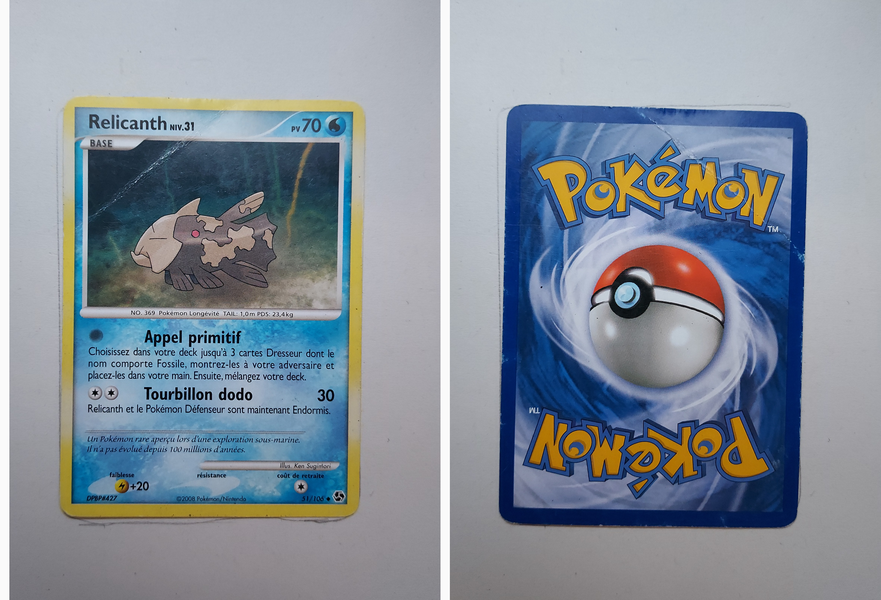 Relicanth NIV.31
PV 70
BASE
NO. 369 Pokémon Longévité TAIL: 1,0m PDS: 23,4kg
Appel primitif
Choisissez dans votre deck jusqu'à 3 cartes Dresseur dont le
nom comporte Fossile, montrez-les à votre adversaire et
placez-les dans votre main. Ensuite, mélangez votre deck.
Tourbillon dodo 30
Relicanth et le Pokémon Défenseur sont maintenant Endormis.
Un Pokémon rare aperçu lors d'une exploration sous-marine.
Il n'a pas évolué depuis 100 millions d'années.
Illus. Ken Sugimori
faiblesse résistance coût de retraite
+20
DPBP#427 ©2008 Pokémon/Nintendo 51/106
POKéMON
TM
TM
POKéMON